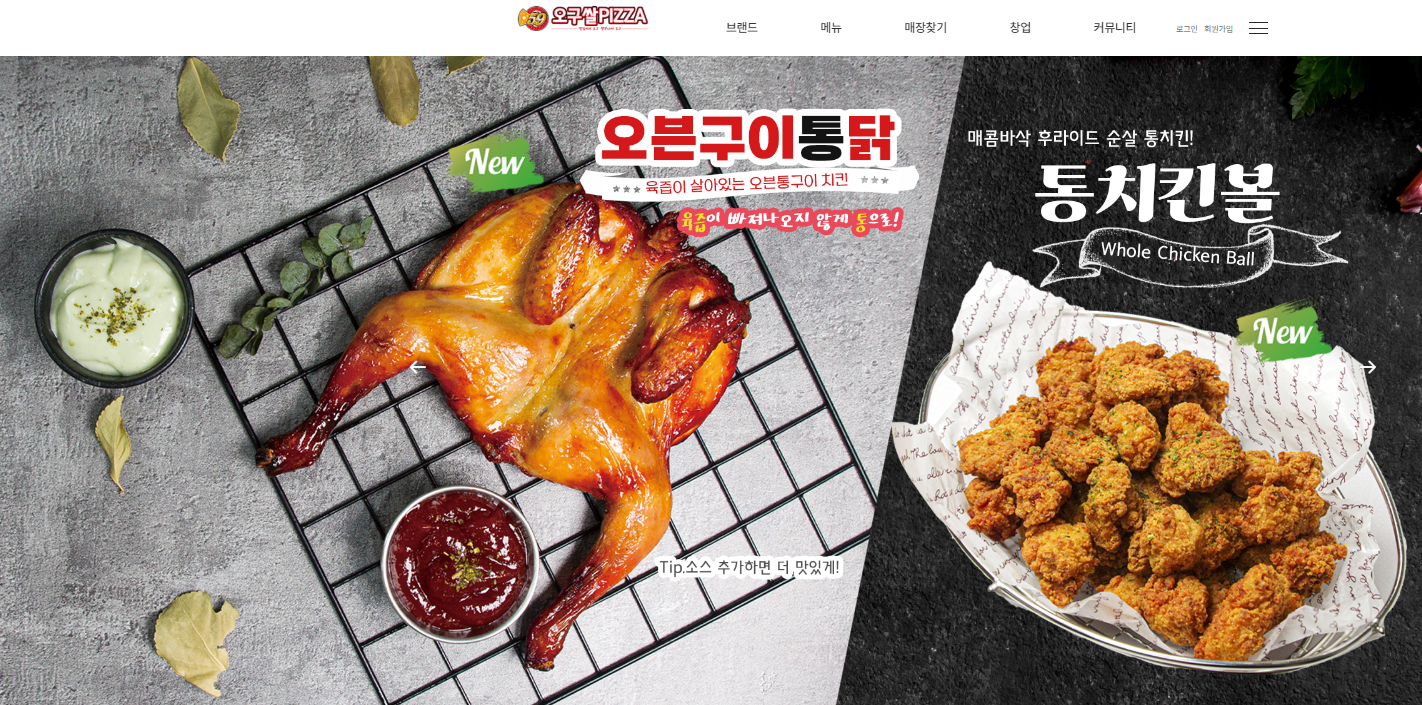 59 오구쌀PIZZA
브랜드
메뉴
매장찾기
창업
커뮤니티
로그인 회원가입
New
오븐구이통닭
육즙이 살아있는 오븐통구이 치킨!
육즙이 빠져나오지 않게 통으로!
Tip.소스 추가하면 더 맛있게!
매콤바삭 후라이드 순살 통치킨!!
통치킨볼
Whole Chicken Ball
New